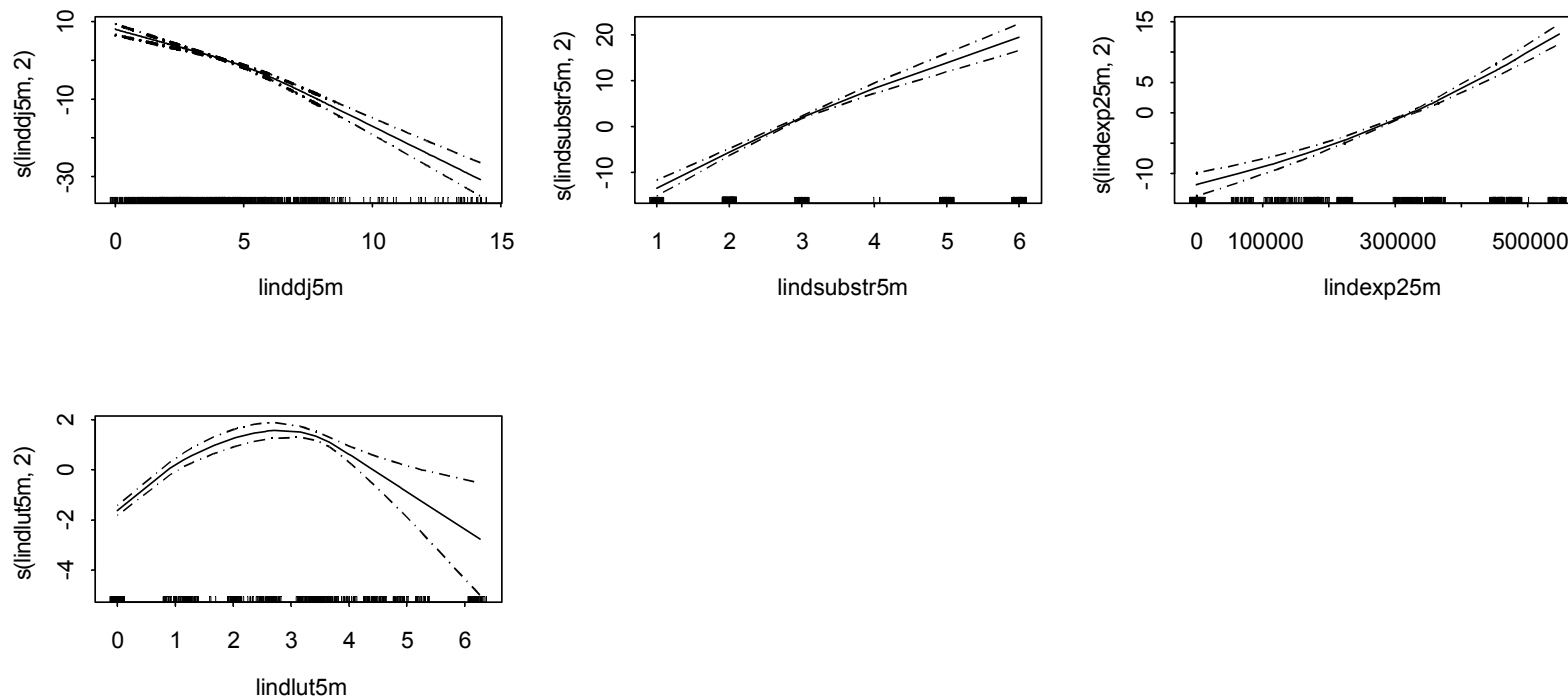 s(linddj5m, 2)
10
-10
-30
0 5 10 15
linddj5m
s(lindsubstr5m, 2)
20
10
0
-10
1 2 3 4 5 6
lindsubstr5m
s(lindexp25m, 2)
15
5
0
-10
0 100000 300000 500000
lindexp25m
s(lindlut5m, 2)
2
0
-2
-4
0 1 2 3 4 5 6
lindlut5m